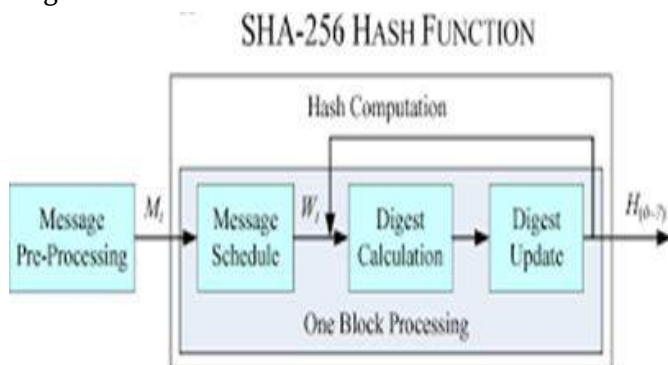 SHA-256 HASH FUNCTION
Hash Computation
Message
Pre-Processing
M_i
Message
Schedule
W_t
Digest
Calculation
Digest
Update
H_(0-7)
One Block Processing